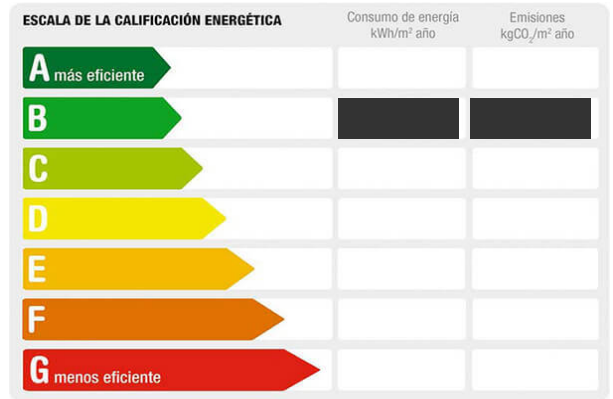 ESCALA DE LA CALIFICACIÓN ENERGÉTICA
Consumo de energía
kWh/m² año
Emisiones
kgCO₂/m² año
A más eficiente
B
C
D
E
F
G menos eficiente